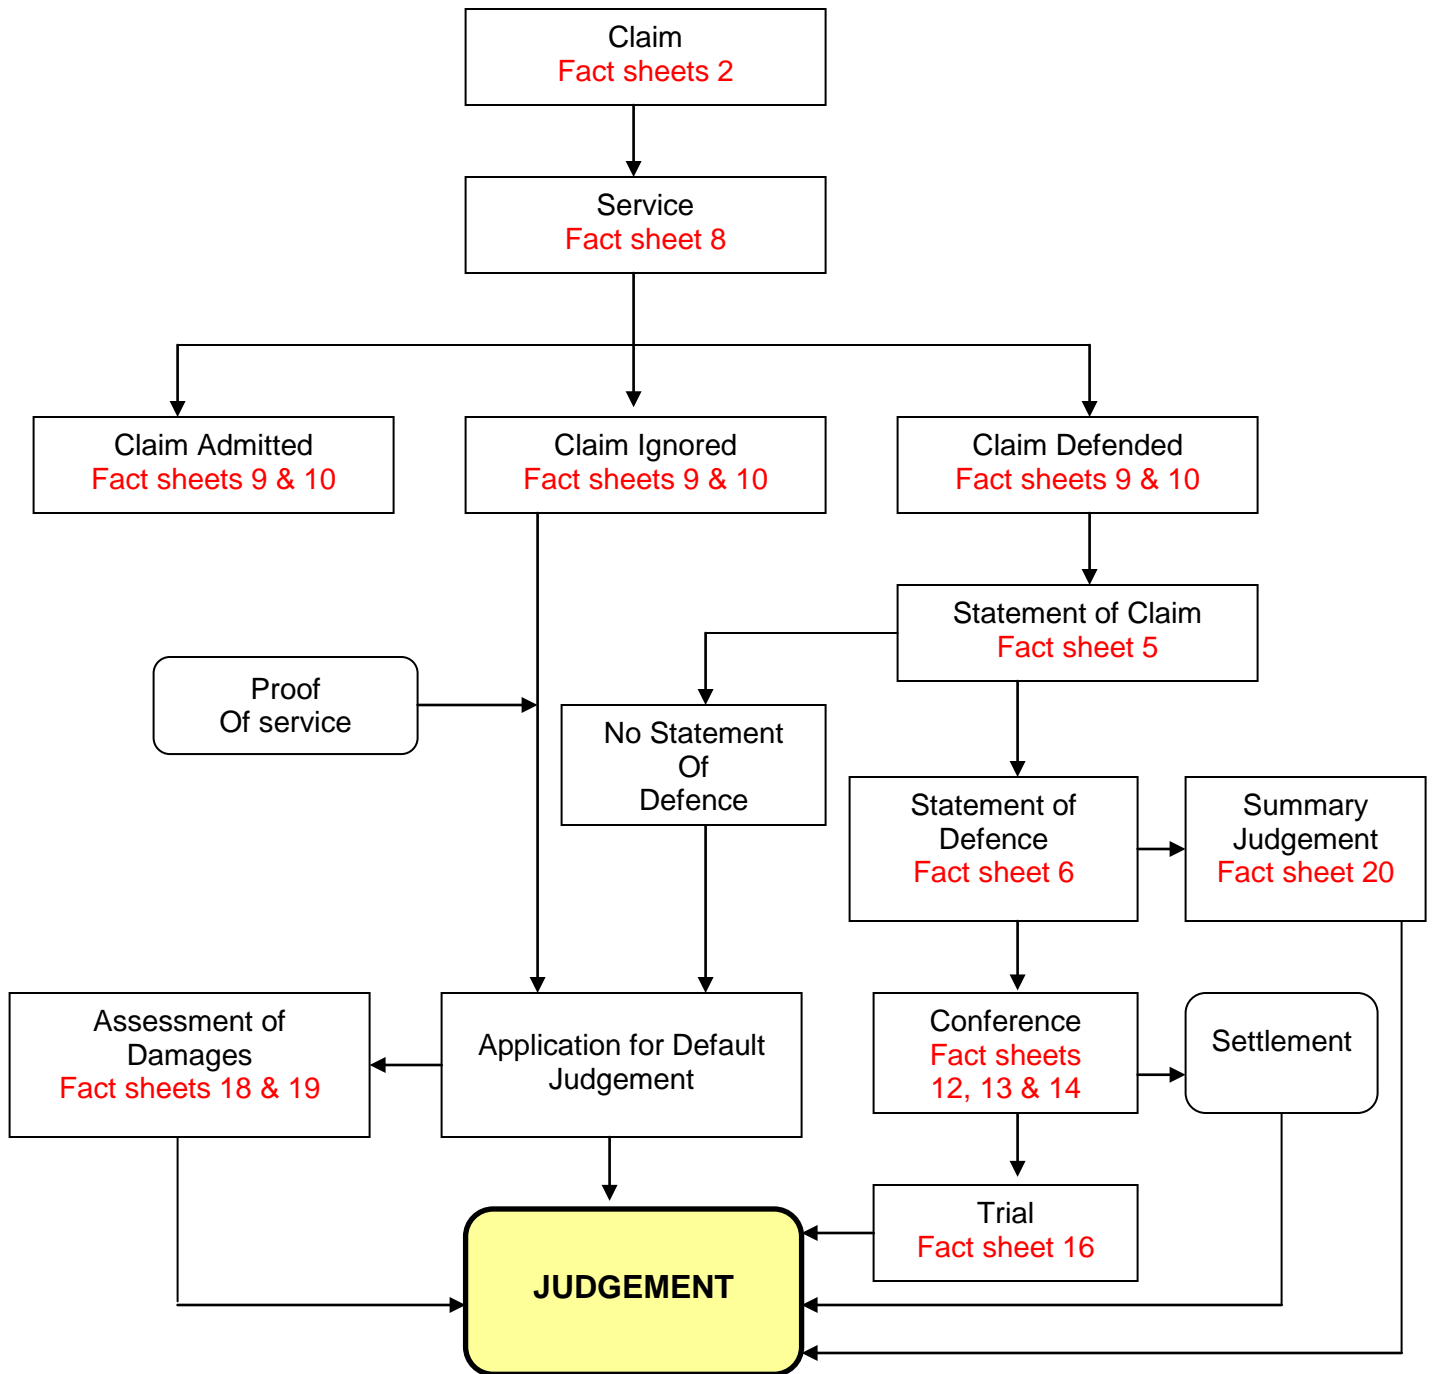 Claim
Fact sheets 2
Service
Fact sheet 8
Claim Admitted
Fact sheets 9 & 10
Claim Ignored
Fact sheets 9 & 10
Claim Defended
Fact sheets 9 & 10
Statement of Claim
Fact sheet 5
Proof
Of service
No Statement
Of
Defence
Statement of
Defence
Fact sheet 6
Summary
Judgement
Fact sheet 20
Assessment of
Damages
Fact sheets 18 & 19
Application for Default
Judgement
Conference
Fact sheets
12, 13 & 14
Settlement
Trial
Fact sheet 16
JUDGEMENT